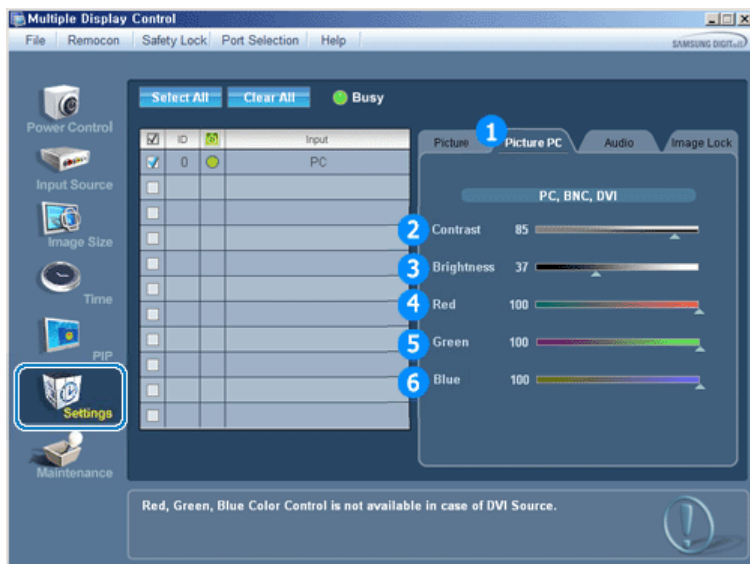 Multiple Display Control
File Remocon Safety Lock Port Selection Help
SAMSUNG DIGITall
Select All Clear All Busy
Power Control
ID Input
1 Picture Picture PC Audio Image Lock
0 PC
Input Source
PC, BNC, DVI
2 Contrast 85
Image Size
3 Brightness 37
Time
4 Red 100
5 Green 100
PIP
6 Blue 100
Settings
Maintenance
Red, Green, Blue Color Control is not available in case of DVI Source.